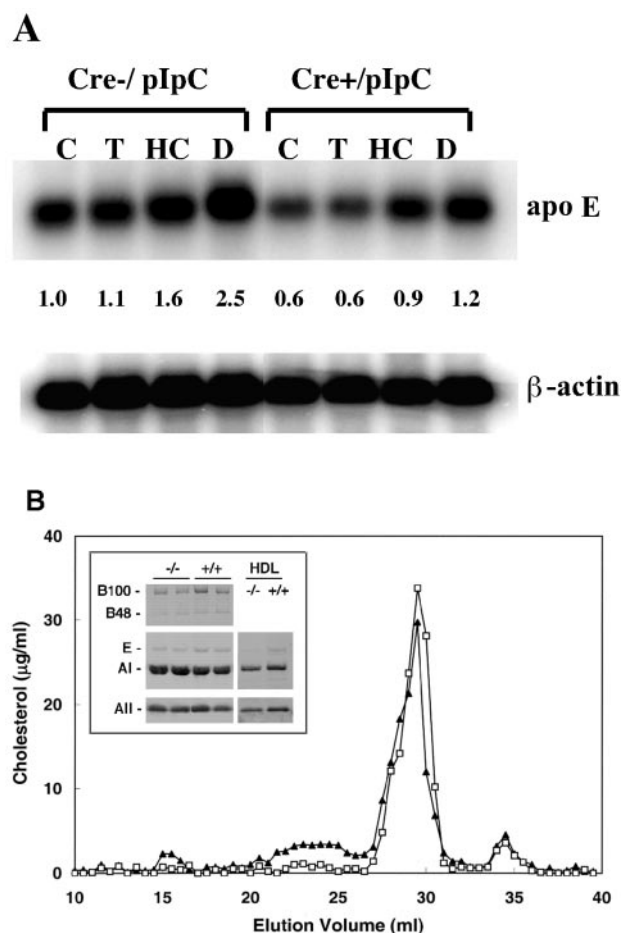 A
Cre-/ pIpC Cre+/pIpC
C T HC D C T HC D
apo E
1.0 1.1 1.6 2.5 0.6 0.6 0.9 1.2
β-actin
B
40
30
20
10
0
Cholesterol (µg/ml)
-/- +/+ HDL
B100 - -/- +/+
B48 -
E -
AI -
AII -
10 15 20 25 30 35 40
Elution Volume (ml)